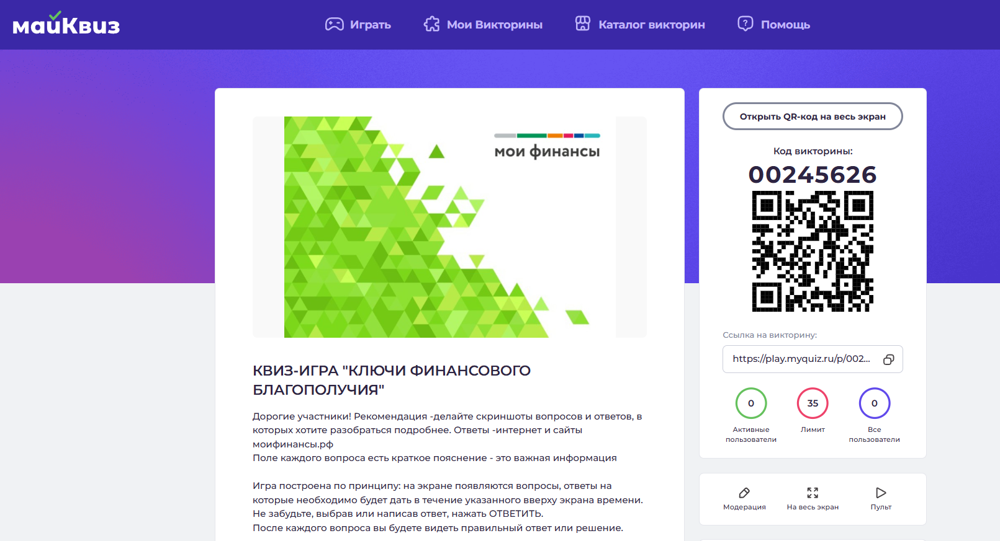 майКвиз
Играть
Мои Викторины
Каталог викторин
Помощь
мои финансы
КВИЗ-ИГРА "КЛЮЧИ ФИНАНСОВОГО
БЛАГОПОЛУЧИЯ"
Дорогие участники! Рекомендация -делайте скриншоты вопросов и ответов, в
которых хотите разобраться подробнее. Ответы -интернет и сайты
моифинансы.рф
Поле каждого вопроса есть краткое пояснение - это важная информация
Игра построена по принципу: на экране появляются вопросы, ответы на
которые необходимо будет дать в течение указанного вверху экрана времени.
Не забудьте, выбрав или написав ответ, нажать ОТВЕТИТЬ.
После каждого вопроса вы будете видеть правильный ответ или решение.
Открыть QR-код на весь экран
Код викторины:
00245626
Ссылка на викторину:
https://play.myquiz.ru/p/002...
0
Активные
пользователи
35
Лимит
0
Все
пользователи
Модерация
На весь экран
Пульт